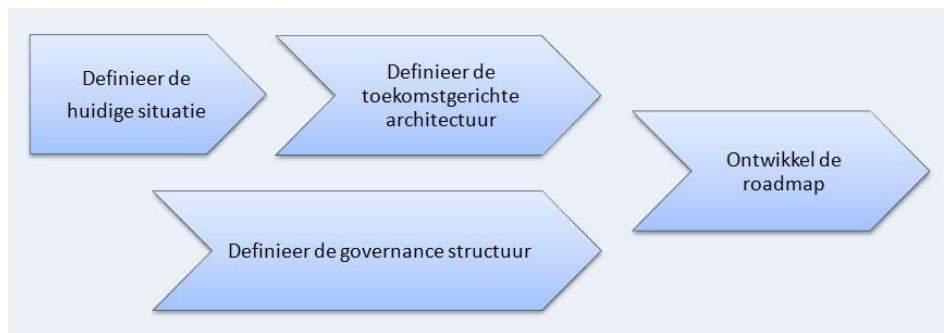 Definieer de
huidige situatie
Definieer de
toekomstgerichte
architectuur
Definieer de governance structuur
Ontwikkel de
roadmap